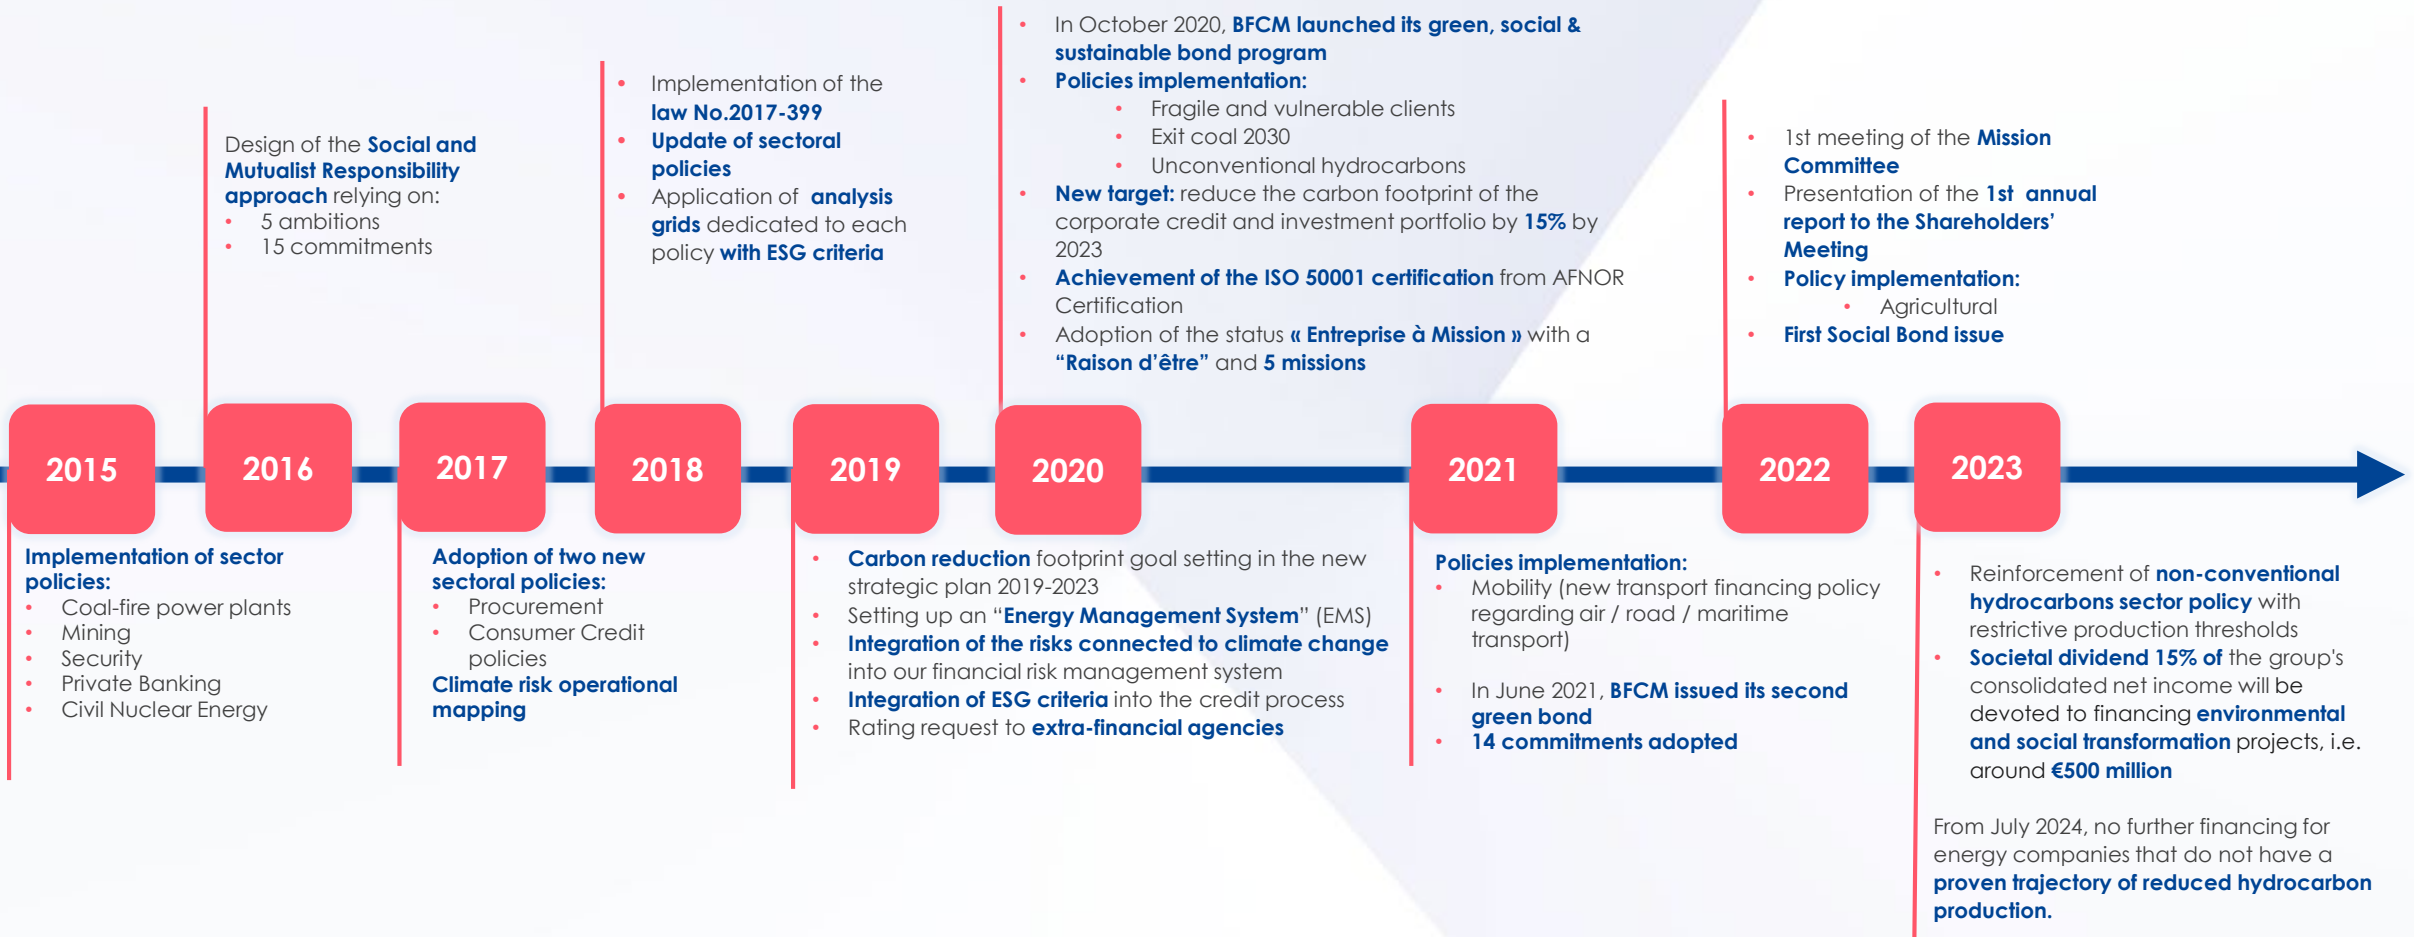 2015
Implementation of sector
policies:
• Coal-fire power plants
• Mining
• Security
• Private Banking
• Civil Nuclear Energy
2016
Design of the Social and
Mutualist Responsibility
approach relying on:
• 5 ambitions
• 15 commitments
2017
Adoption of two new
sectoral policies:
• Procurement
• Consumer Credit
policies
Climate risk operational
mapping
2018
• Implementation of the
law No.2017-399
• Update of sectoral
policies
• Application of analysis
grids dedicated to each
policy with ESG criteria
2019
• Carbon reduction footprint goal setting in the new
strategic plan 2019-2023
• Setting up an “Energy Management System” (EMS)
• Integration of the risks connected to climate change
into our financial risk management system
• Integration of ESG criteria into the credit process
• Rating request to extra-financial agencies
2020
• In October 2020, BFCM launched its green, social &
sustainable bond program
• Policies implementation:
• Fragile and vulnerable clients
• Exit coal 2030
• Unconventional hydrocarbons
• New target: reduce the carbon footprint of the
corporate credit and investment portfolio by 15% by
2023
• Achievement of the ISO 50001 certification from AFNOR
Certification
• Adoption of the status « Entreprise à Mission » with a
“Raison d’être” and 5 missions
2021
Policies implementation:
• Mobility (new transport financing policy
regarding air / road / maritime
transport)
• In June 2021, BFCM issued its second
green bond
• 14 commitments adopted
2022
• 1st meeting of the Mission
Committee
• Presentation of the 1st annual
report to the Shareholders’
Meeting
• Policy implementation:
• Agricultural
• First Social Bond issue
2023
• Reinforcement of non-conventional
hydrocarbons sector policy with
restrictive production thresholds
• Societal dividend 15% of the group's
consolidated net income will be
devoted to financing environmental
and social transformation projects, i.e.
around €500 million
From July 2024, no further financing for
energy companies that do not have a
proven trajectory of reduced hydrocarbon
production.